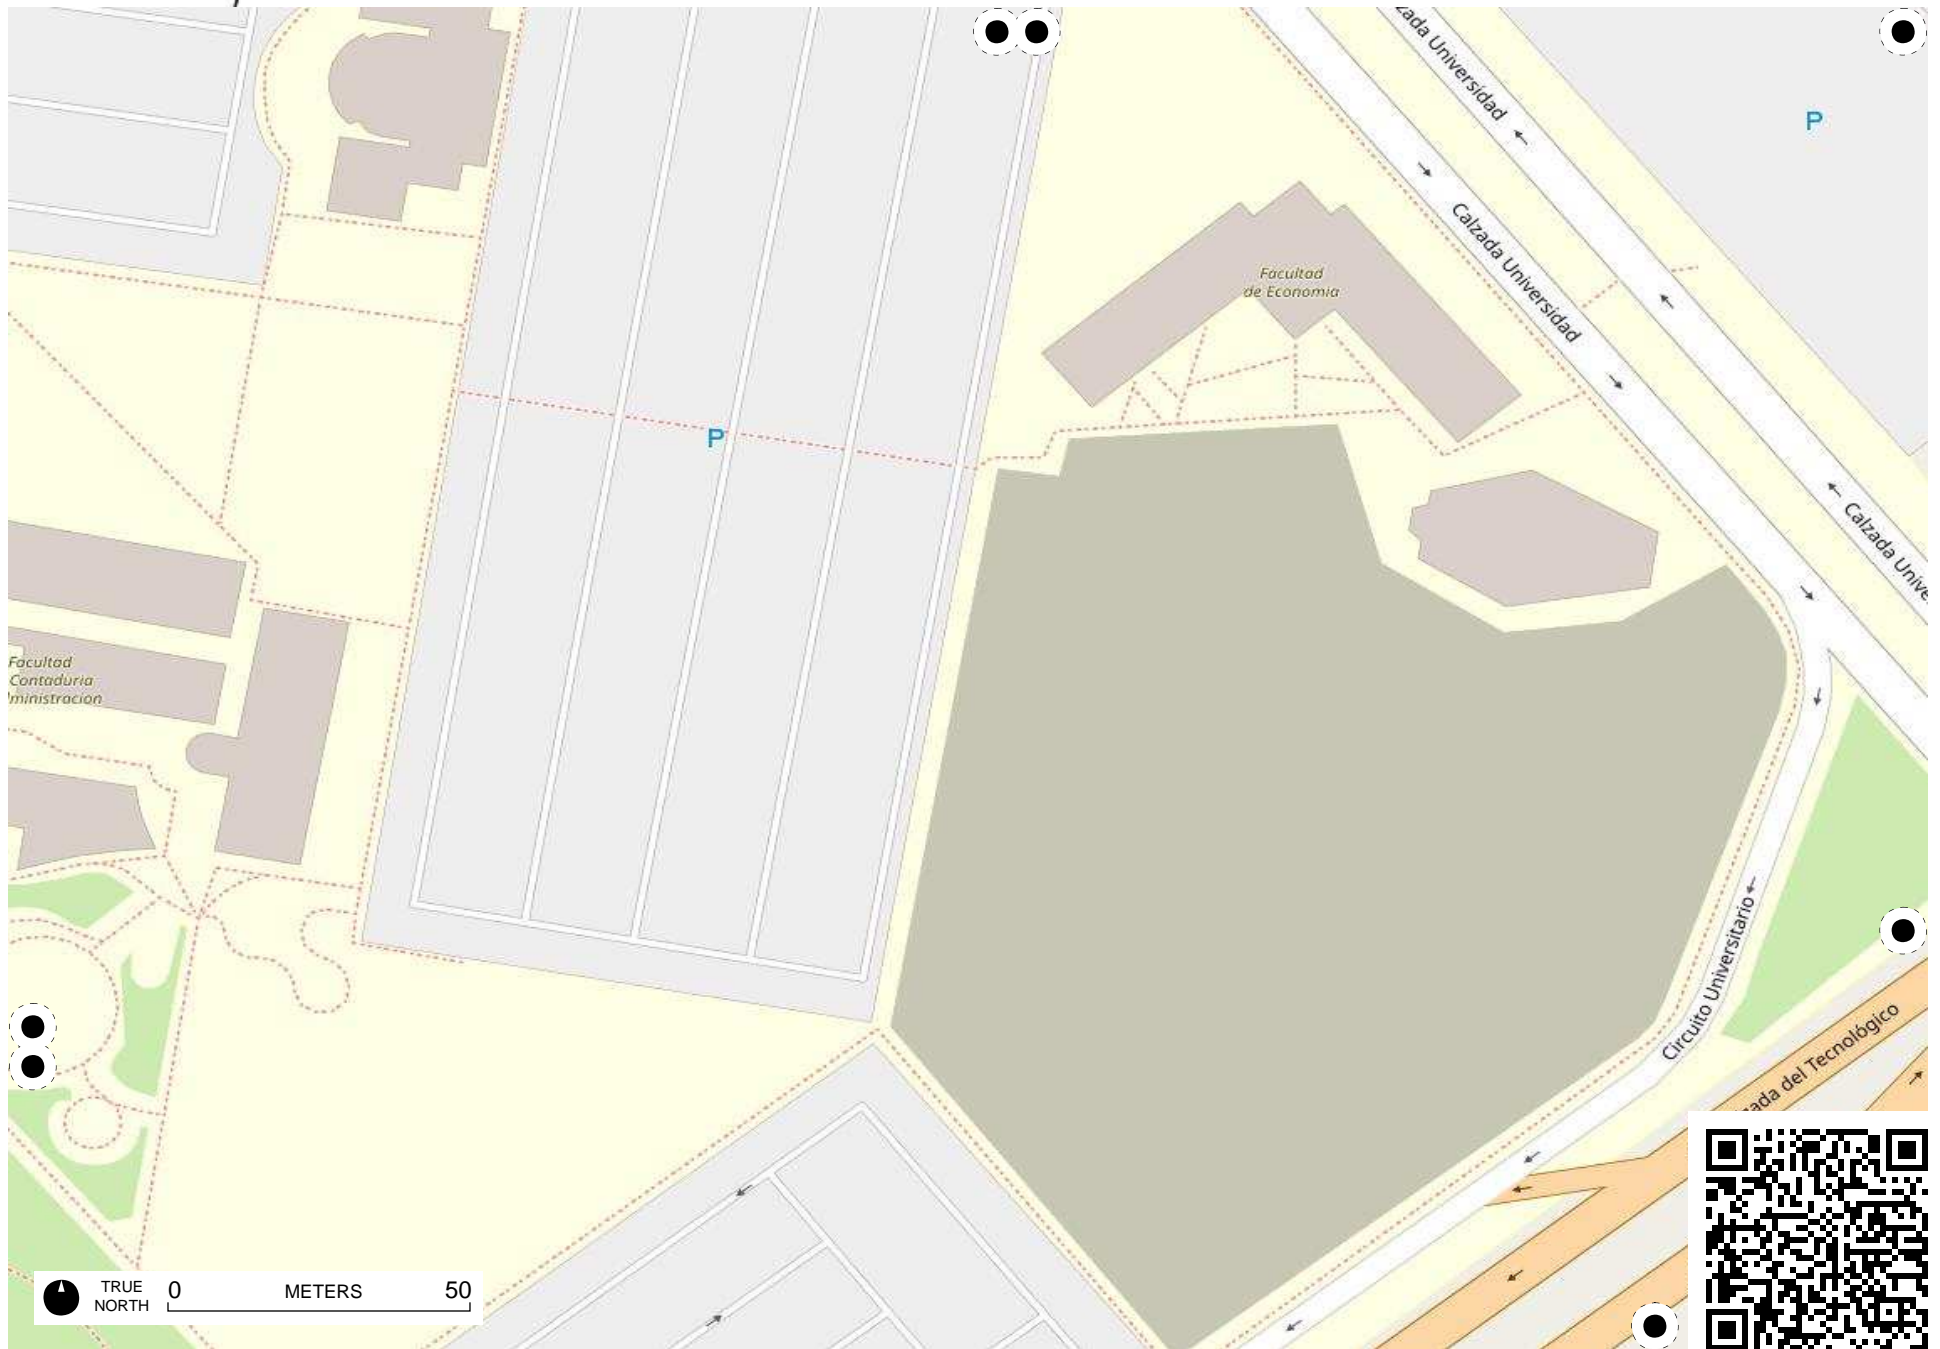 zada Universidad
P
Calzada Universidad
Facultad
de Economia
P
Calzada Unive
Facultad
Contaduria
ministracion
Circuito Universitario
zada del Tecnológico
TRUE
NORTH
0 METERS 50